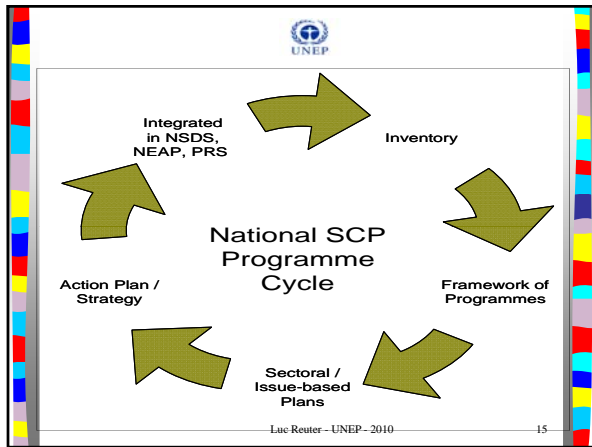 UNEP
Integrated
in NSDS,
NEAP, PRS
Inventory
National SCP
Programme
Cycle
Action Plan /
Strategy
Framework of
Programmes
Sectoral /
Issue-based
Plans
Luc Reuter - UNEP - 2010
15